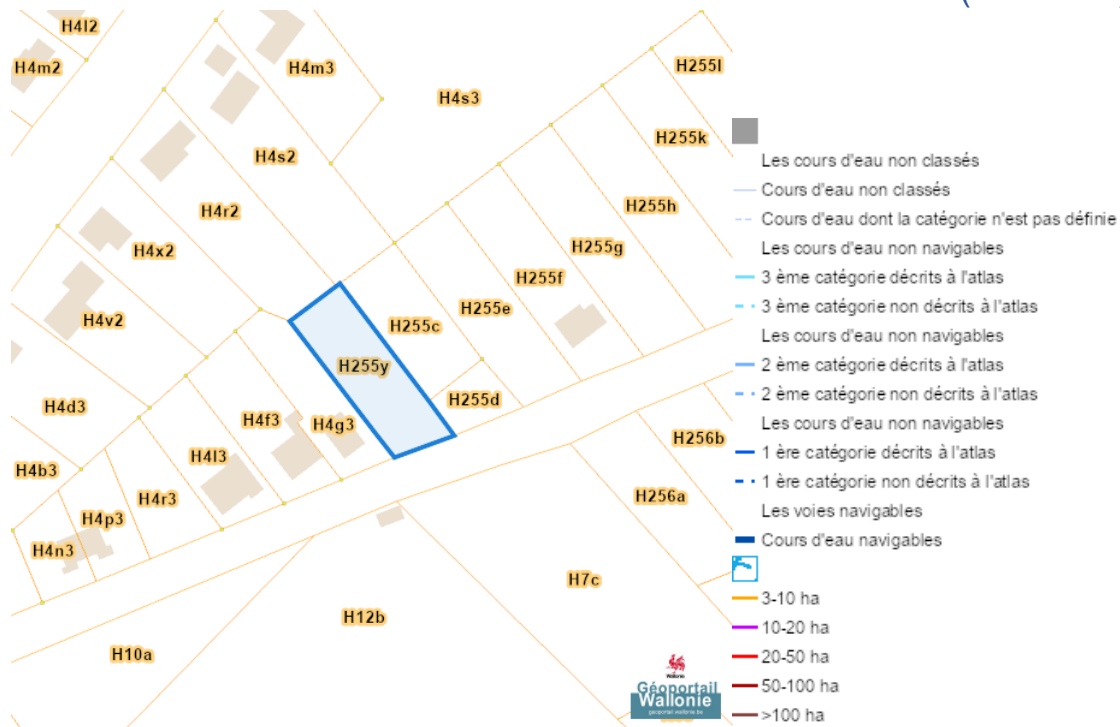 H4l2
H4m2
H4m3
H4s3
H255l
H255k
H4s2
H4r2
H255h
H4x2
H255g
H255f
H255e
H4v2
H255c
H255y
H4d3
H255d
H4f3
H4g3
H256b
H4l3
H4b3
H4r3
H256a
H4p3
H4n3
H7c
H12b
H10a
Les cours d'eau non classés
Cours d'eau non classés
Cours d'eau dont la catégorie n'est pas définie
Les cours d'eau non navigables
3 ème catégorie décrits à l'atlas
3 ème catégorie non décrits à l'atlas
Les cours d'eau non navigables
2 ème catégorie décrits à l'atlas
2 ème catégorie non décrits à l'atlas
Les cours d'eau non navigables
1 ère catégorie décrits à l'atlas
1 ère catégorie non décrits à l'atlas
Les voies navigables
Cours d'eau navigables
3-10 ha
10-20 ha
20-50 ha
50-100 ha
>100 ha
Wallonie
Géoportail
Wallonie
geoportail.wallonie.be